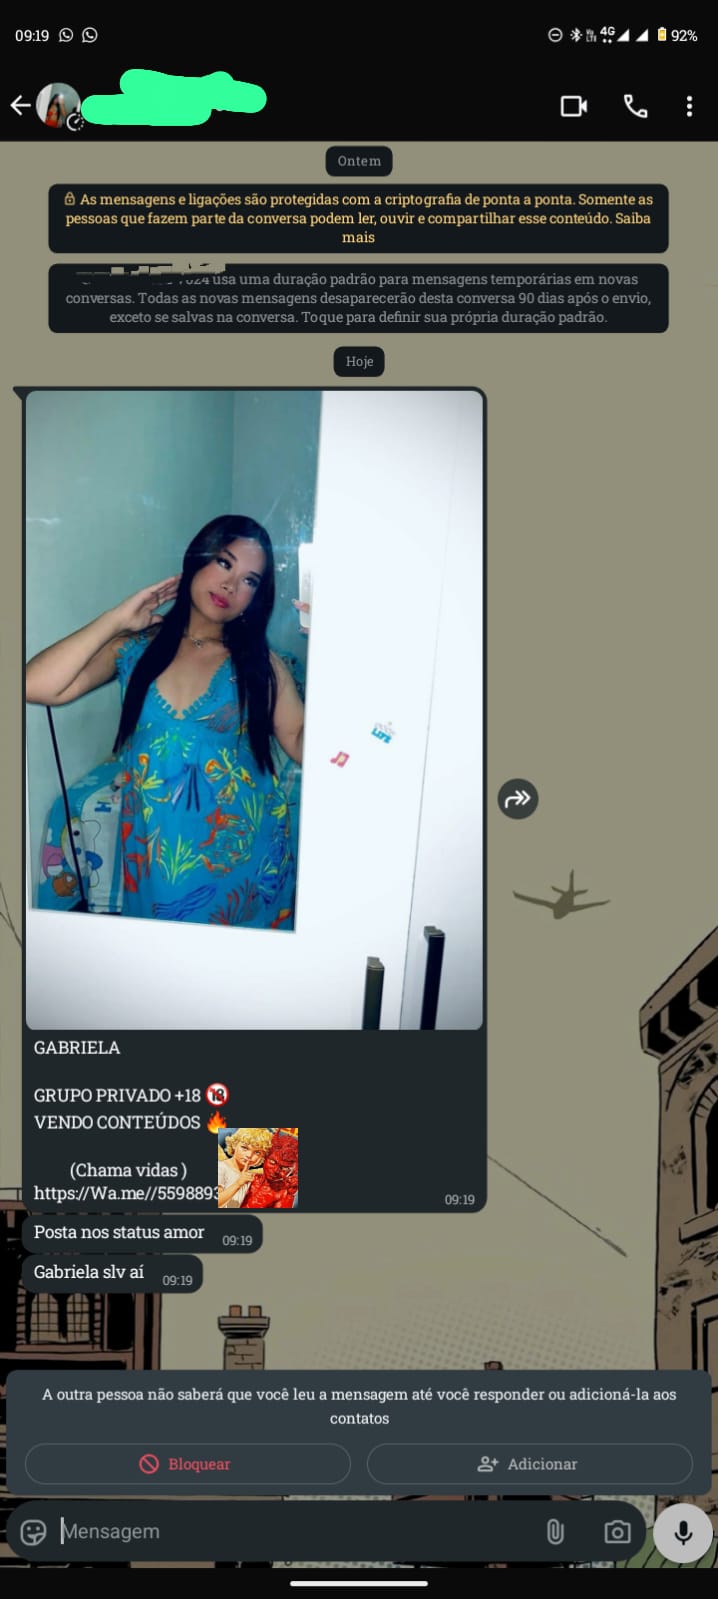 09:19
4G
92%
Ontem
As mensagens e ligações são protegidas com a criptografia de ponta a ponta. Somente as
pessoas que fazem parte da conversa podem ler, ouvir e compartilhar esse conteúdo. Saiba
mais
usa uma duração padrão para mensagens temporárias em novas
conversas. Todas as novas mensagens desaparecerão desta conversa 90 dias após o envio,
exceto se salvas na conversa. Toque para definir sua própria duração padrão.
Hoje
LIFE
GABRIELA
GRUPO PRIVADO +18 🔞
VENDO CONTEÚDOS 🔥
(Chama vidas )
https://Wa.me//559889
09:19
Posta nos status amor 09:19
Gabriela slv aí 09:19
A outra pessoa não saberá que você leu a mensagem até você responder ou adicioná-la aos
contatos
Bloquear
Adicionar
Mensagem